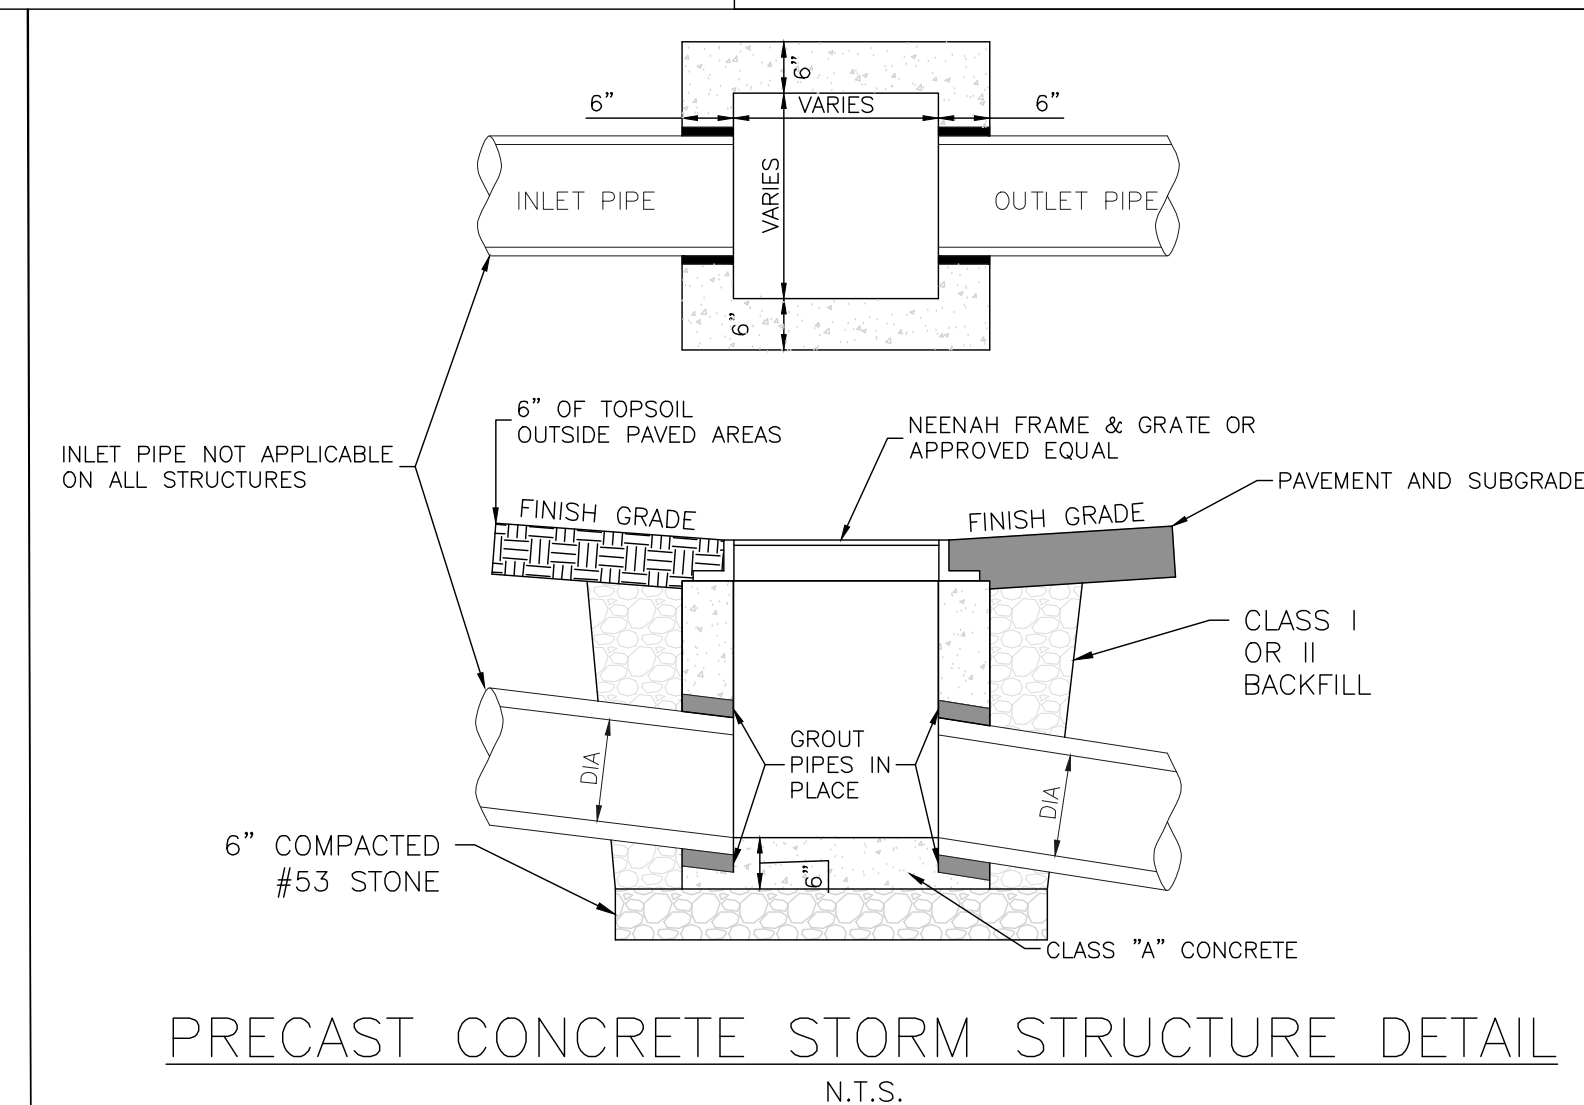 6”
6”
VARIES
6”
VARIES
INLET PIPE
OUTLET PIPE
6”
6” OF TOPSOIL
OUTSIDE PAVED AREAS
NEENAH FRAME & GRATE OR
APPROVED EQUAL
INLET PIPE NOT APPLICABLE
ON ALL STRUCTURES
PAVEMENT AND SUBGRADE
FINISH GRADE
FINISH GRADE
CLASS I
OR II
BACKFILL
GROUT
PIPES IN
PLACE
DIA
DIA
6” COMPACTED
#53 STONE
6”
CLASS ”A” CONCRETE
PRECAST CONCRETE STORM STRUCTURE DETAIL
N.T.S.